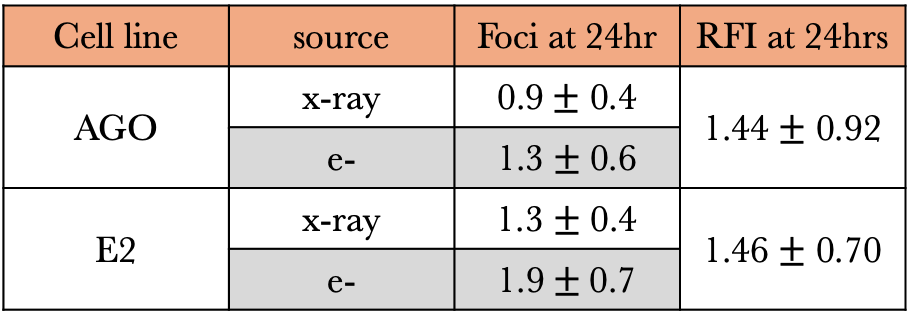 Cell line source Foci at 24hr RFI at 24hrs
AGO x-ray 0.9 ± 0.4 1.44 ± 0.92
e- 1.3 ± 0.6
E2 x-ray 1.3 ± 0.4 1.46 ± 0.70
e- 1.9 ± 0.7